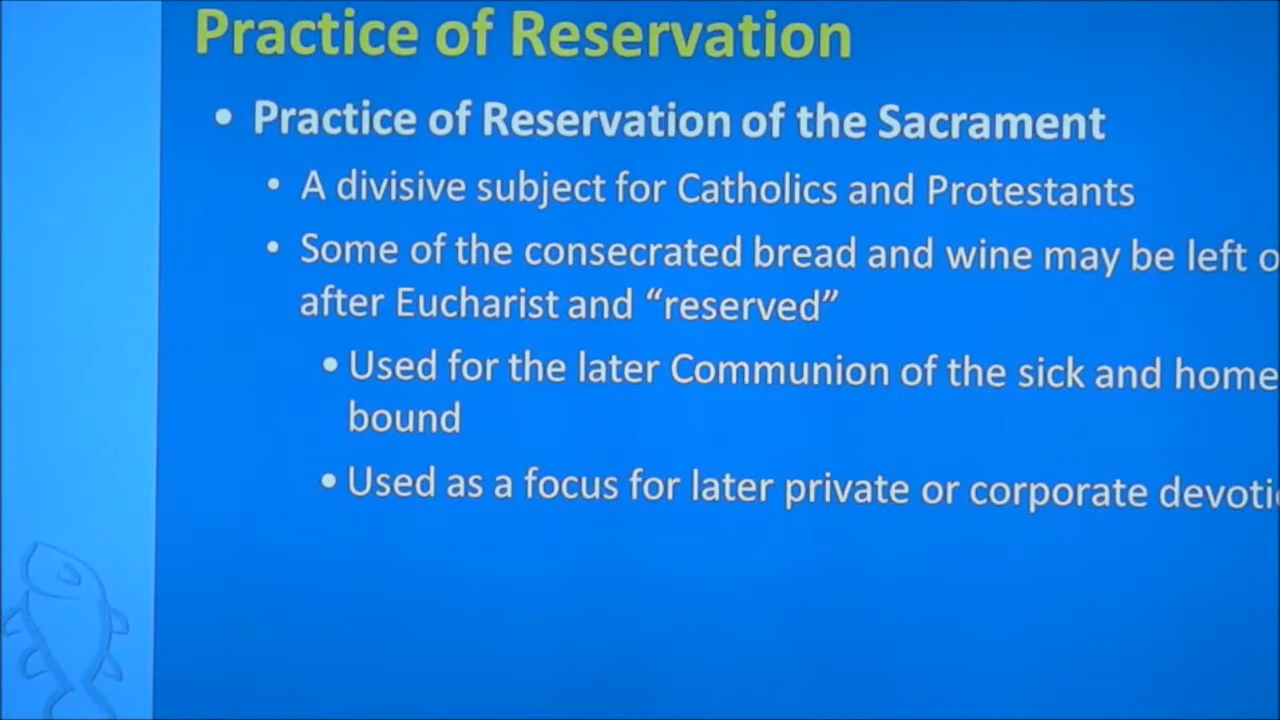 Practice of Reservation
• Practice of Reservation of the Sacrament
• A divisive subject for Catholics and Protestants
• Some of the consecrated bread and wine may be left
after Eucharist and “reserved”
• Used for the later Communion of the sick and home
bound
• Used as a focus for later private or corporate